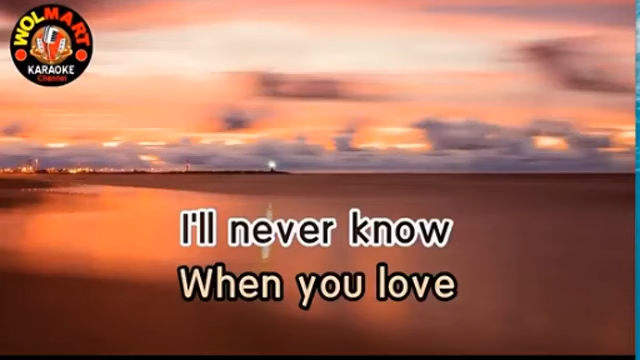 WOLMART
KARAOKE
Channel
I'll never know
When you love